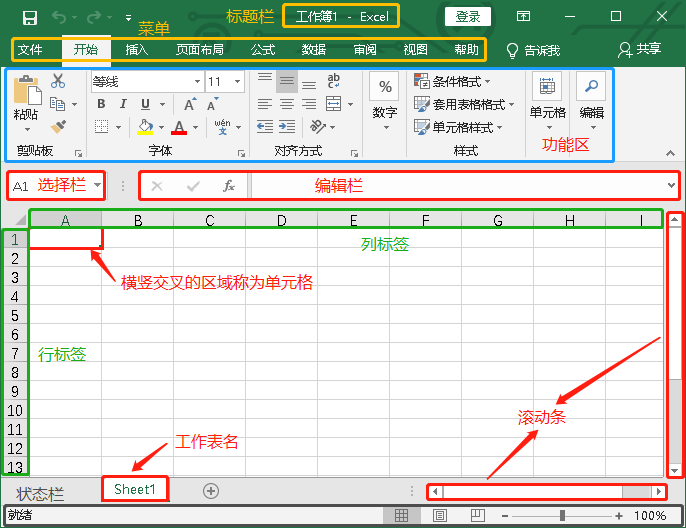 标题栏
工作簿1 - Excel
登录
菜单
文件 开始 插入 页面布局 公式 数据 审阅 视图 帮助 告诉我 共享
等线 11
ab
c
% 条件格式
套用表格格式
单元格样式
粘贴
B I U A A
A wén 文
数字 单元格 编辑
剪贴板 字体 对齐方式 样式 功能区
A1 选择栏 fx 编辑栏
A B C D E F G H I
1
列标签
2
3
横竖交叉的区域称为单元格
4
5
6
7
行标签
8
9
10
滚动条
11
12
工作表名
13
状态栏 Sheet1
就绪 100%